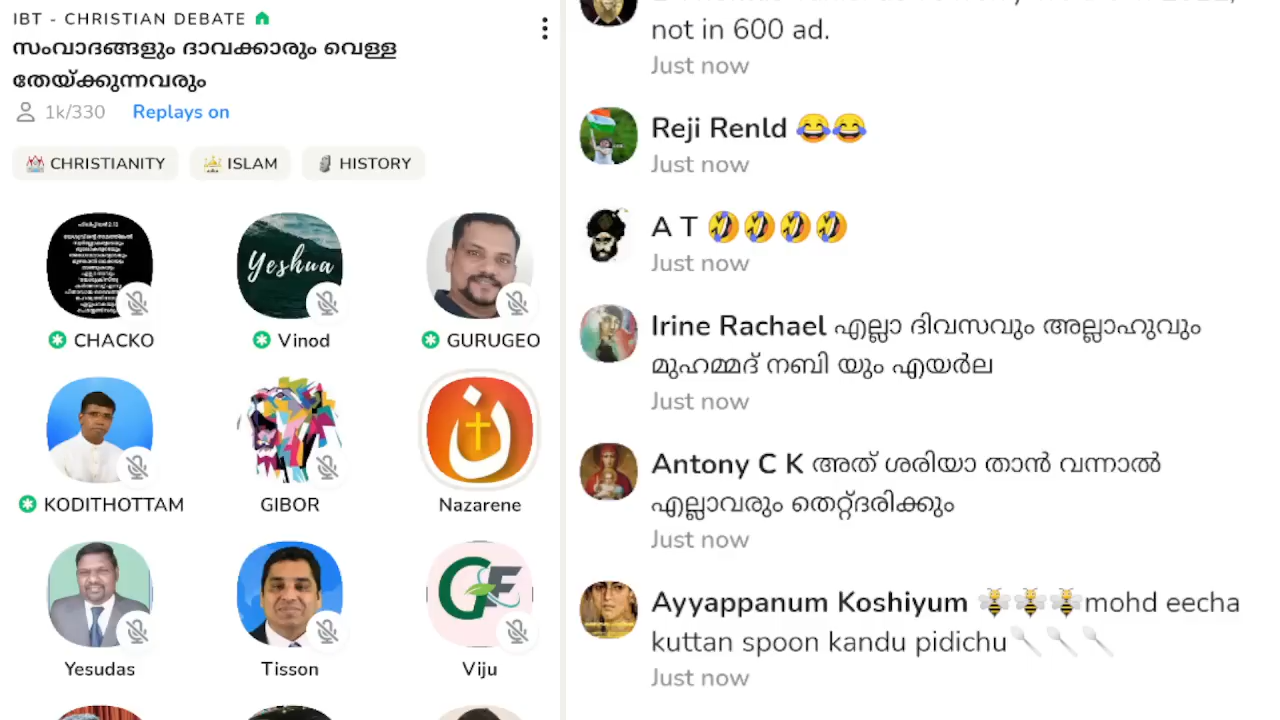 IBT - CHRISTIAN DEBATE
സംവാദങ്ങളും ദാവക്കാരും വെള്ള
തേയ്ക്കുന്നവരും
1k/330 Replays on
CHRISTIANITY ISLAM HISTORY
Yeshua
CHACKO Vinod GURUGEO
KODITHOTTAM GIBOR Nazarene
ن
GF
Yesudas Tisson Viju
not in 600 ad.
Just now
Reji Renld 😂😂
Just now
A T 🤣🤣🤣🤣
Just now
Irine Rachael എല്ലാ ദിവസവും അല്ലാഹുവും
മുഹമ്മദ് നബി യും എയർല
Just now
Antony C K അത് ശരിയാ താൻ വന്നാൽ
എല്ലാവരും തെറ്റ്ദരിക്കും
Just now
Ayyappanum Koshiyum 🐝🐝🐝mohd eecha
kuttan spoon kandu pidichu🥄🥄🥄
Just now